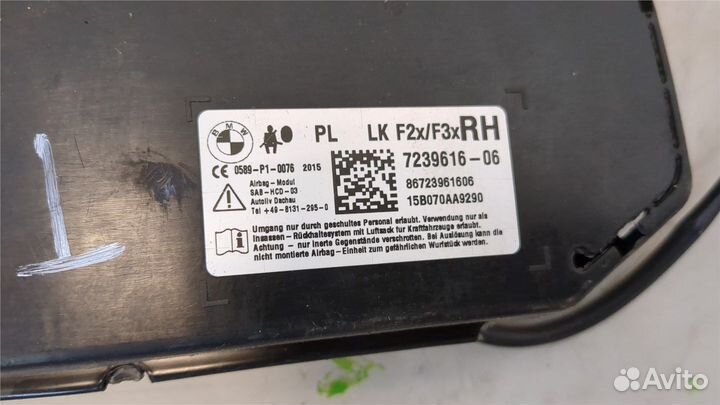 BMW
PL LK F2x/F3xRH
CE 0589-P1-0076 2015
7239616-06
Airbag-Modul
SAB-HCD-03
Autoliv Dachau
Tel +49-8131-295-0
86723961606
15B070AA9290
Umgang nur durch geschultes Personal erlaubt. Verwendung nur als
Insassen - Rückhaltesystem mit Luftsack für Kraftfahrzeuge erlaubt.
Achtung - nur inerte Gegenstände verschrotten. Bei Auslösung kann die
nicht montierte Airbag-Einheit zum gefährlichen Wurfstück werden.
Avito